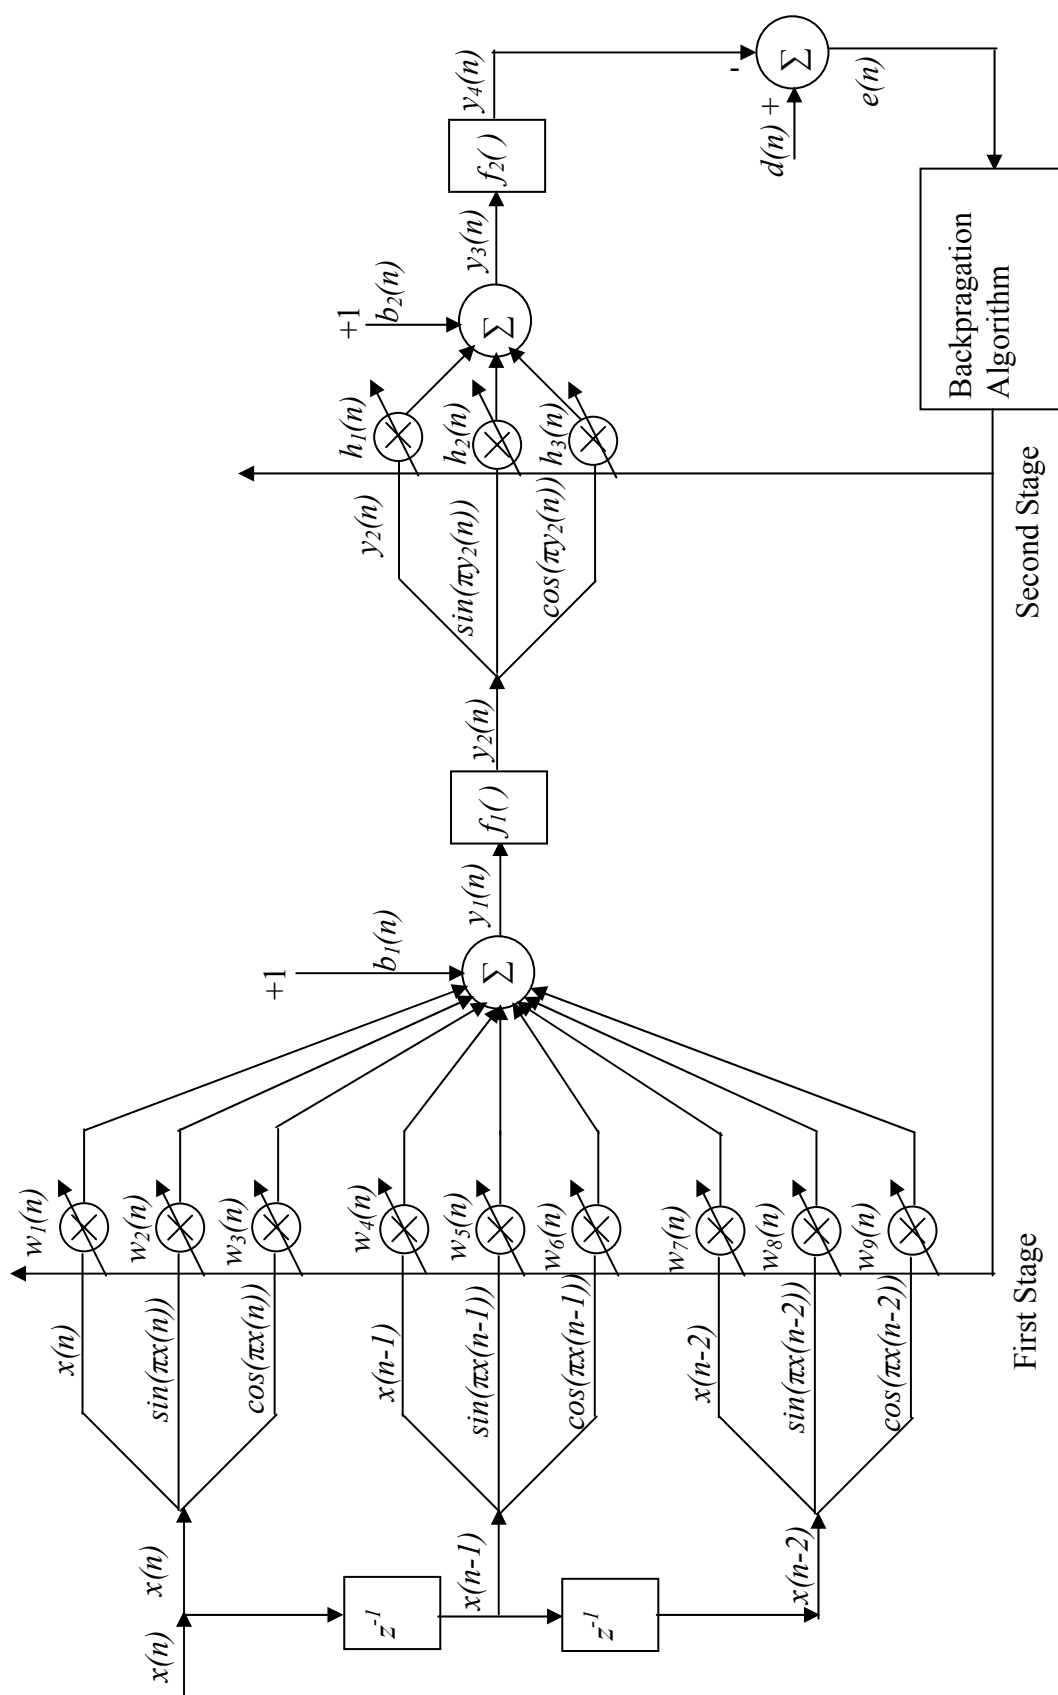 x(n)
x(n)
z-1
x(n-1)
z-1
x(n-2)
x(n)
sin(πx(n))
cos(πx(n))
x(n-1)
sin(πx(n-1))
cos(πx(n-1))
x(n-2)
sin(πx(n-2))
cos(πx(n-2))
w1(n)
w2(n)
w3(n)
w4(n)
w5(n)
w6(n)
w7(n)
w8(n)
w9(n)
First Stage
+1
b1(n)
Σ
y1(n)
f1()
y2(n)
y2(n)
sin(πy2(n))
cos(πy2(n))
h1(n)
h2(n)
h3(n)
Second Stage
+1
b2(n)
Σ
y3(n)
f2()
y4(n)
-
Σ
d(n) +
e(n)
Backpragation
Algorithm